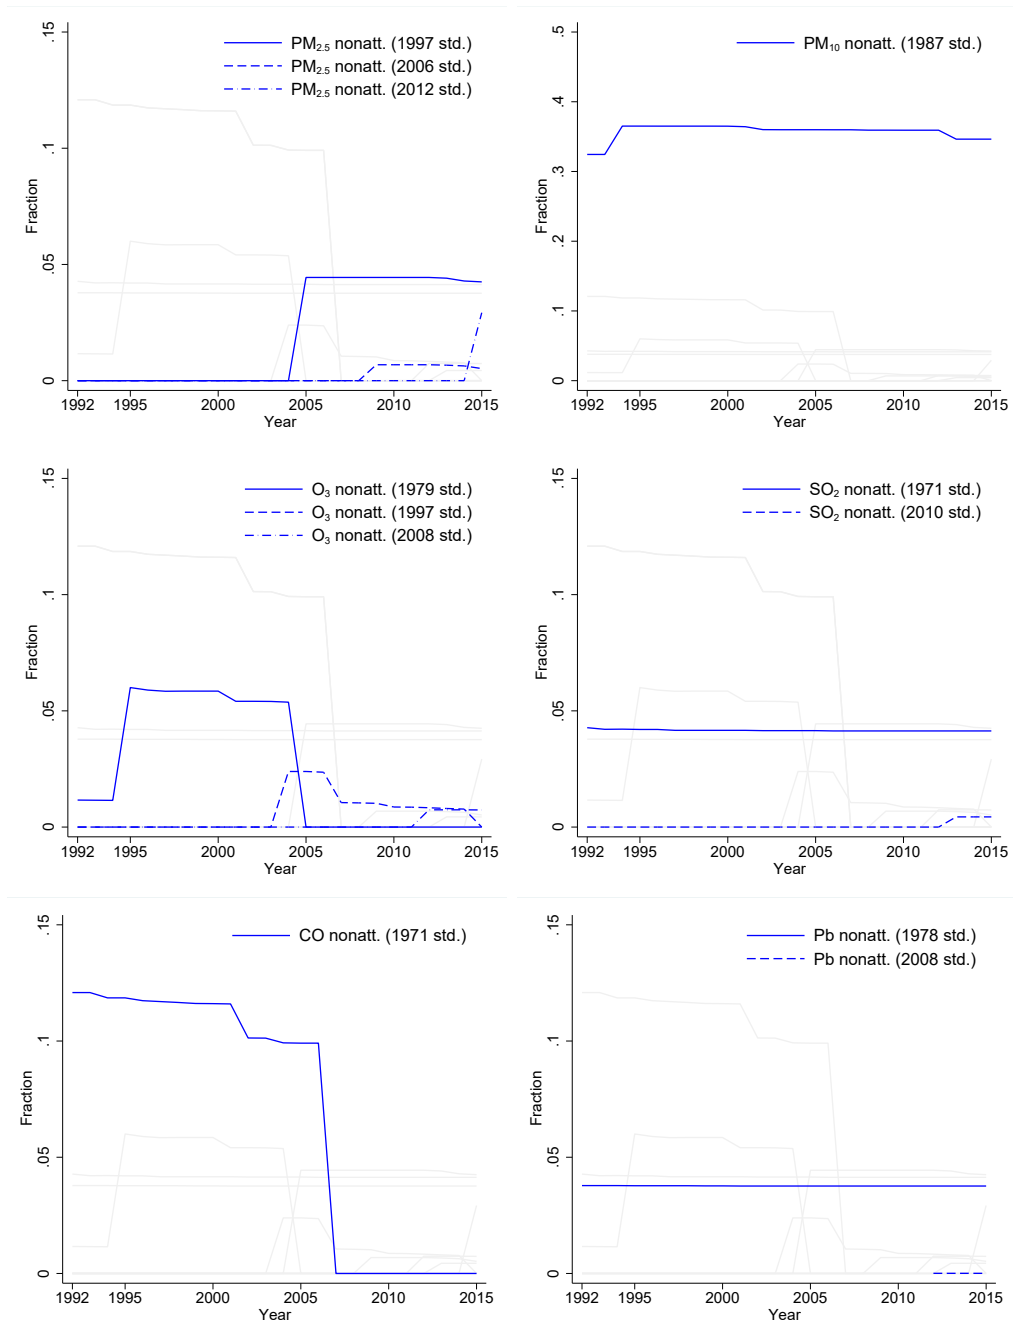 PM2.5 nonatt. (1997 std.)
PM2.5 nonatt. (2006 std.)
PM2.5 nonatt. (2012 std.)
.15
.1
.05
0
Fraction
1992 1995 2000 2005 2010 2015
Year
PM10 nonatt. (1987 std.)
.5
.4
.3
.2
.1
0
Fraction
1992 1995 2000 2005 2010 2015
Year
O3 nonatt. (1979 std.)
O3 nonatt. (1997 std.)
O3 nonatt. (2008 std.)
.15
.1
.05
0
Fraction
1992 1995 2000 2005 2010 2015
Year
SO2 nonatt. (1971 std.)
SO2 nonatt. (2010 std.)
.15
.1
.05
0
Fraction
1992 1995 2000 2005 2010 2015
Year
CO nonatt. (1971 std.)
.15
.1
.05
0
Fraction
1992 1995 2000 2005 2010 2015
Year
Pb nonatt. (1978 std.)
Pb nonatt. (2008 std.)
.15
.1
.05
0
Fraction
1992 1995 2000 2005 2010 2015
Year